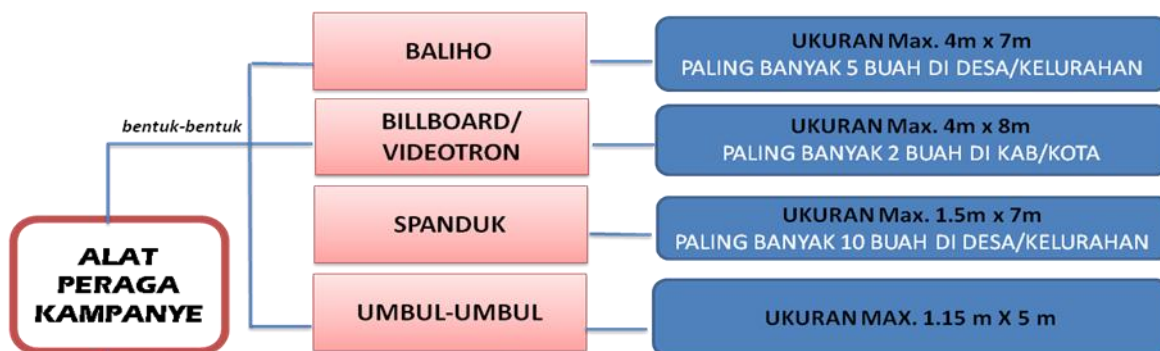 BALIHO
UKURAN Max. 4m x 7m
PALING BANYAK 5 BUAH DI DESA/KELURAHAN
bentuk-bentuk
BILLBOARD/
VIDEOTRON
UKURAN Max. 4m x 8m
PALING BANYAK 2 BUAH DI KAB/KOTA
SPANDUK
UKURAN Max. 1.5m x 7m
PALING BANYAK 10 BUAH DI DESA/KELURAHAN
ALAT
PERAGA
KAMPANYE
UMBUL-UMBUL
UKURAN MAX. 1.15 m X 5 m